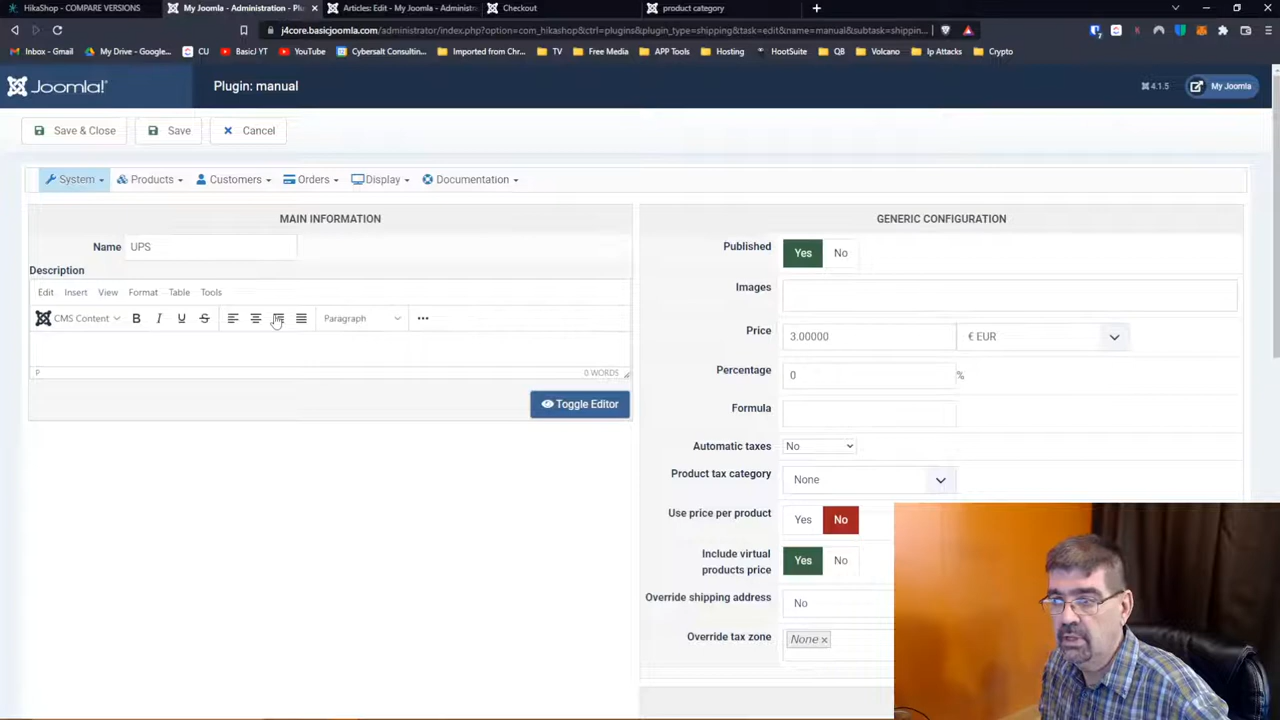 HikaShop - COMPARE VERSIONS
My Joomla - Administration - Plu
Articles: Edit - My Joomla - Administr
Checkout
product category
j4core.basicjoomla.com/administrator/index.php?option=com_hikashop&ctrl=plugins&plugin_type=shipping&task=edit&name=manual&subtask=shippin...
Inbox - Gmail
My Drive - Google...
CU
BasicJ YT
YouTube
Cybersalt Consultin...
Imported from Chr...
TV
Free Media
APP Tools
Hosting
HootSuite
QB
Volcano
Ip Attacks
Crypto
Joomla!
Plugin: manual
4.1.5
My Joomla
Save & Close
Save
Cancel
System
Products
Customers
Orders
Display
Documentation
MAIN INFORMATION
Name UPS
Description
Edit Insert View Format Table Tools
CMS Content B I U S Paragraph ...
P 0 WORDS
Toggle Editor
GENERIC CONFIGURATION
Published Yes No
Images
Price 3.00000 € EUR
Percentage 0 %
Formula
Automatic taxes No
Product tax category None
Use price per product Yes No
Include virtual products price Yes No
Override shipping address No
Override tax zone None ×